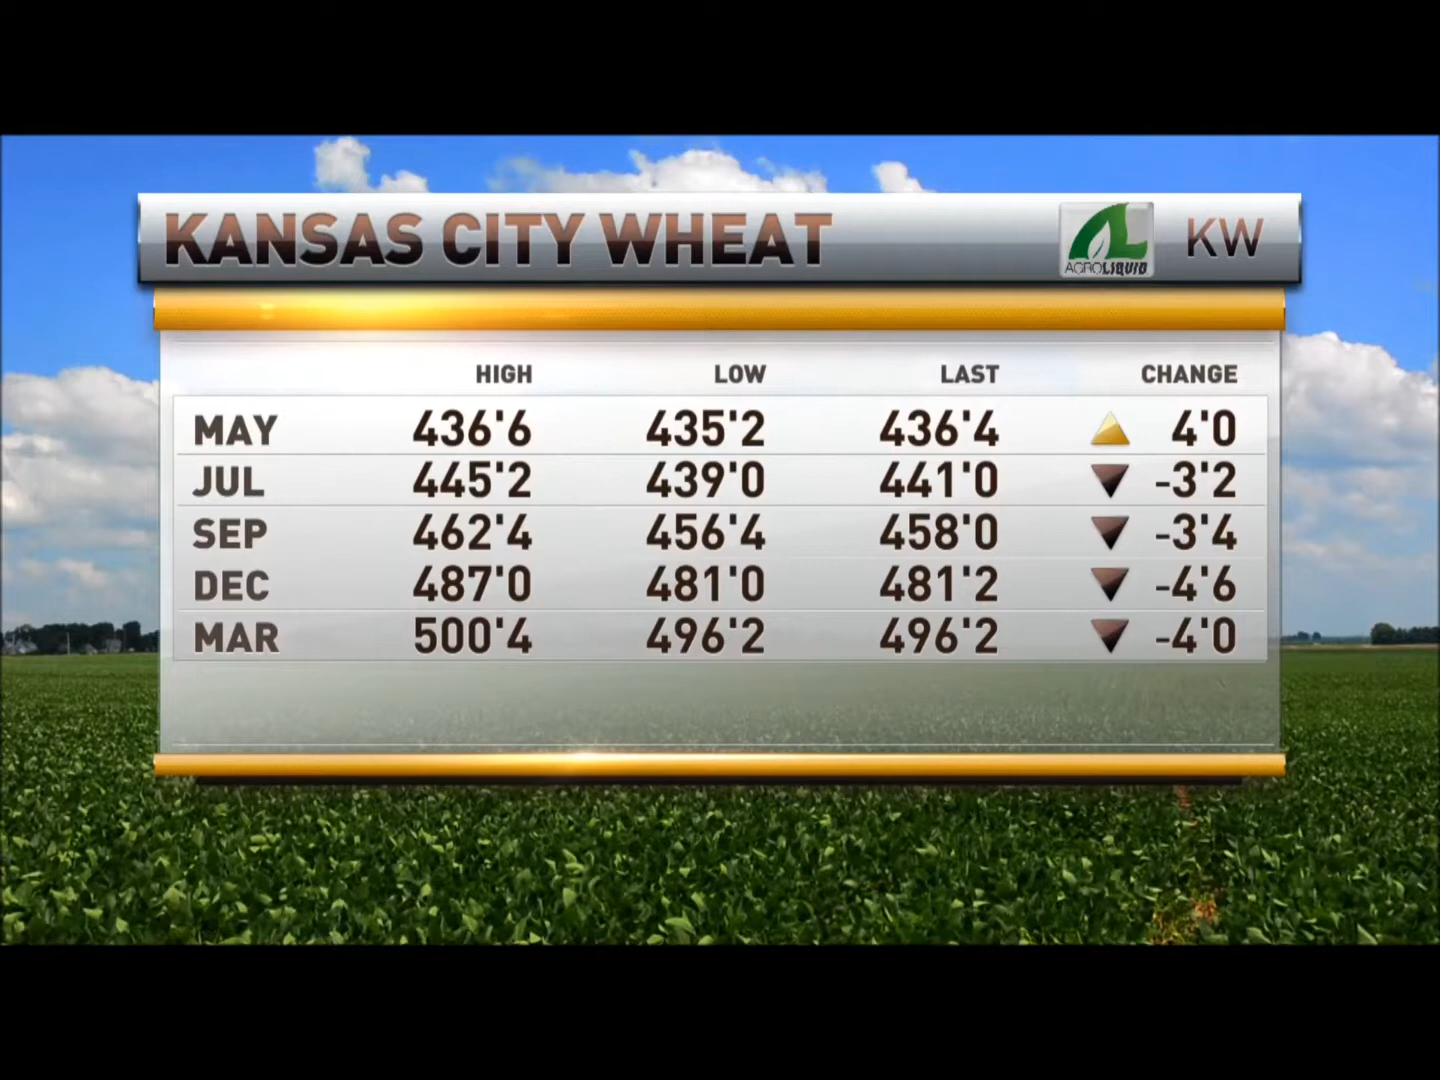 KANSAS CITY WHEAT AGROLIQUID KW
HIGH LOW LAST CHANGE
MAY 436'6 435'2 436'4 4'0
JUL 445'2 439'0 441'0 -3'2
SEP 462'4 456'4 458'0 -3'4
DEC 487'0 481'0 481'2 -4'6
MAR 500'4 496'2 496'2 -4'0